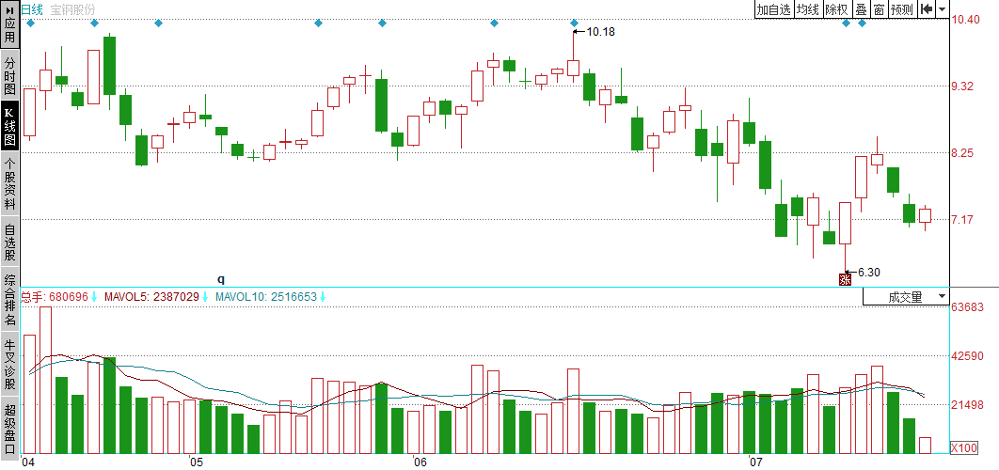 应用
分时图
K线图
个股资料
自选股
综合排名
牛叉诊股
超级盘口
日线 宝钢股份
加自选 均线 除权 叠 窗 预测
10.40
10.18
9.32
8.25
7.17
6.30
涨
q
总手: 680696 MAVOL5: 2387029 MAVOL10: 2516653
成交量
63683
42590
21498
X100
04 05 06 07